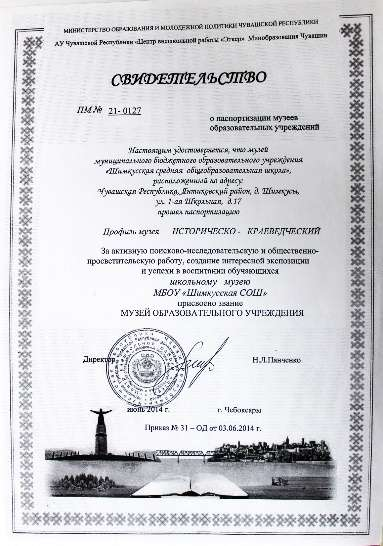 МИНИСТЕРСТВО ОБРАЗОВАНИЯ И МОЛОДЕЖНОЙ ПОЛИТИКИ ЧУВАШСКОЙ РЕСПУБЛИКИ
АУ Чувашской Республики «Центр внешкольной работы «Эткер» Минобразования Чувашии
СВИДЕТЕЛЬСТВО
ПМ № 21- 0127
о паспортизации музеев
образовательных учреждений
Настоящим удостоверяется, что музей
муниципального бюджетного образовательного учреждения
«Шимкусская средняя общеобразовательная школа»,
расположенный по адресу
Чувашская Республика, Янтиковский район, д. Шимкусы,
ул. 1-ая Школьная, д.17
прошел паспортизацию
Профиль музея ИСТОРИЧЕСКО - КРАЕВЕДЧЕСКИЙ
За активную поисково-исследовательскую и общественно-
просветительскую работу, создание интересной экспозиции
и успехи в воспитании обучающихся
школьному музею
МБОУ «Шимкусская СОШ»
присвоено звание
МУЗЕЙ ОБРАЗОВАТЕЛЬНОГО УЧРЕЖДЕНИЯ
Директор Н.Л.Панченко
июнь 2014 г. г. Чебоксары
Приказ № 31 – ОД от 03.06.2014 г.